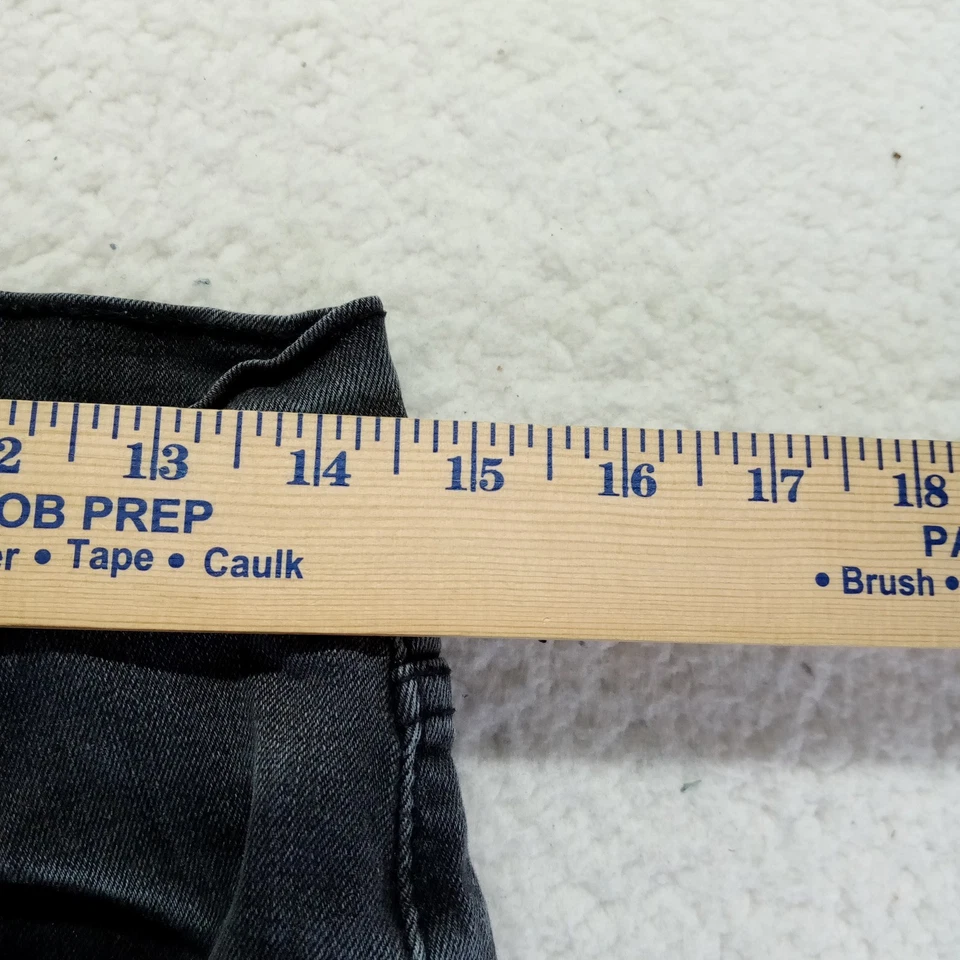 2 13 14 15 16 17 18
OB PREP
er • Tape • Caulk
PA
• Brush •